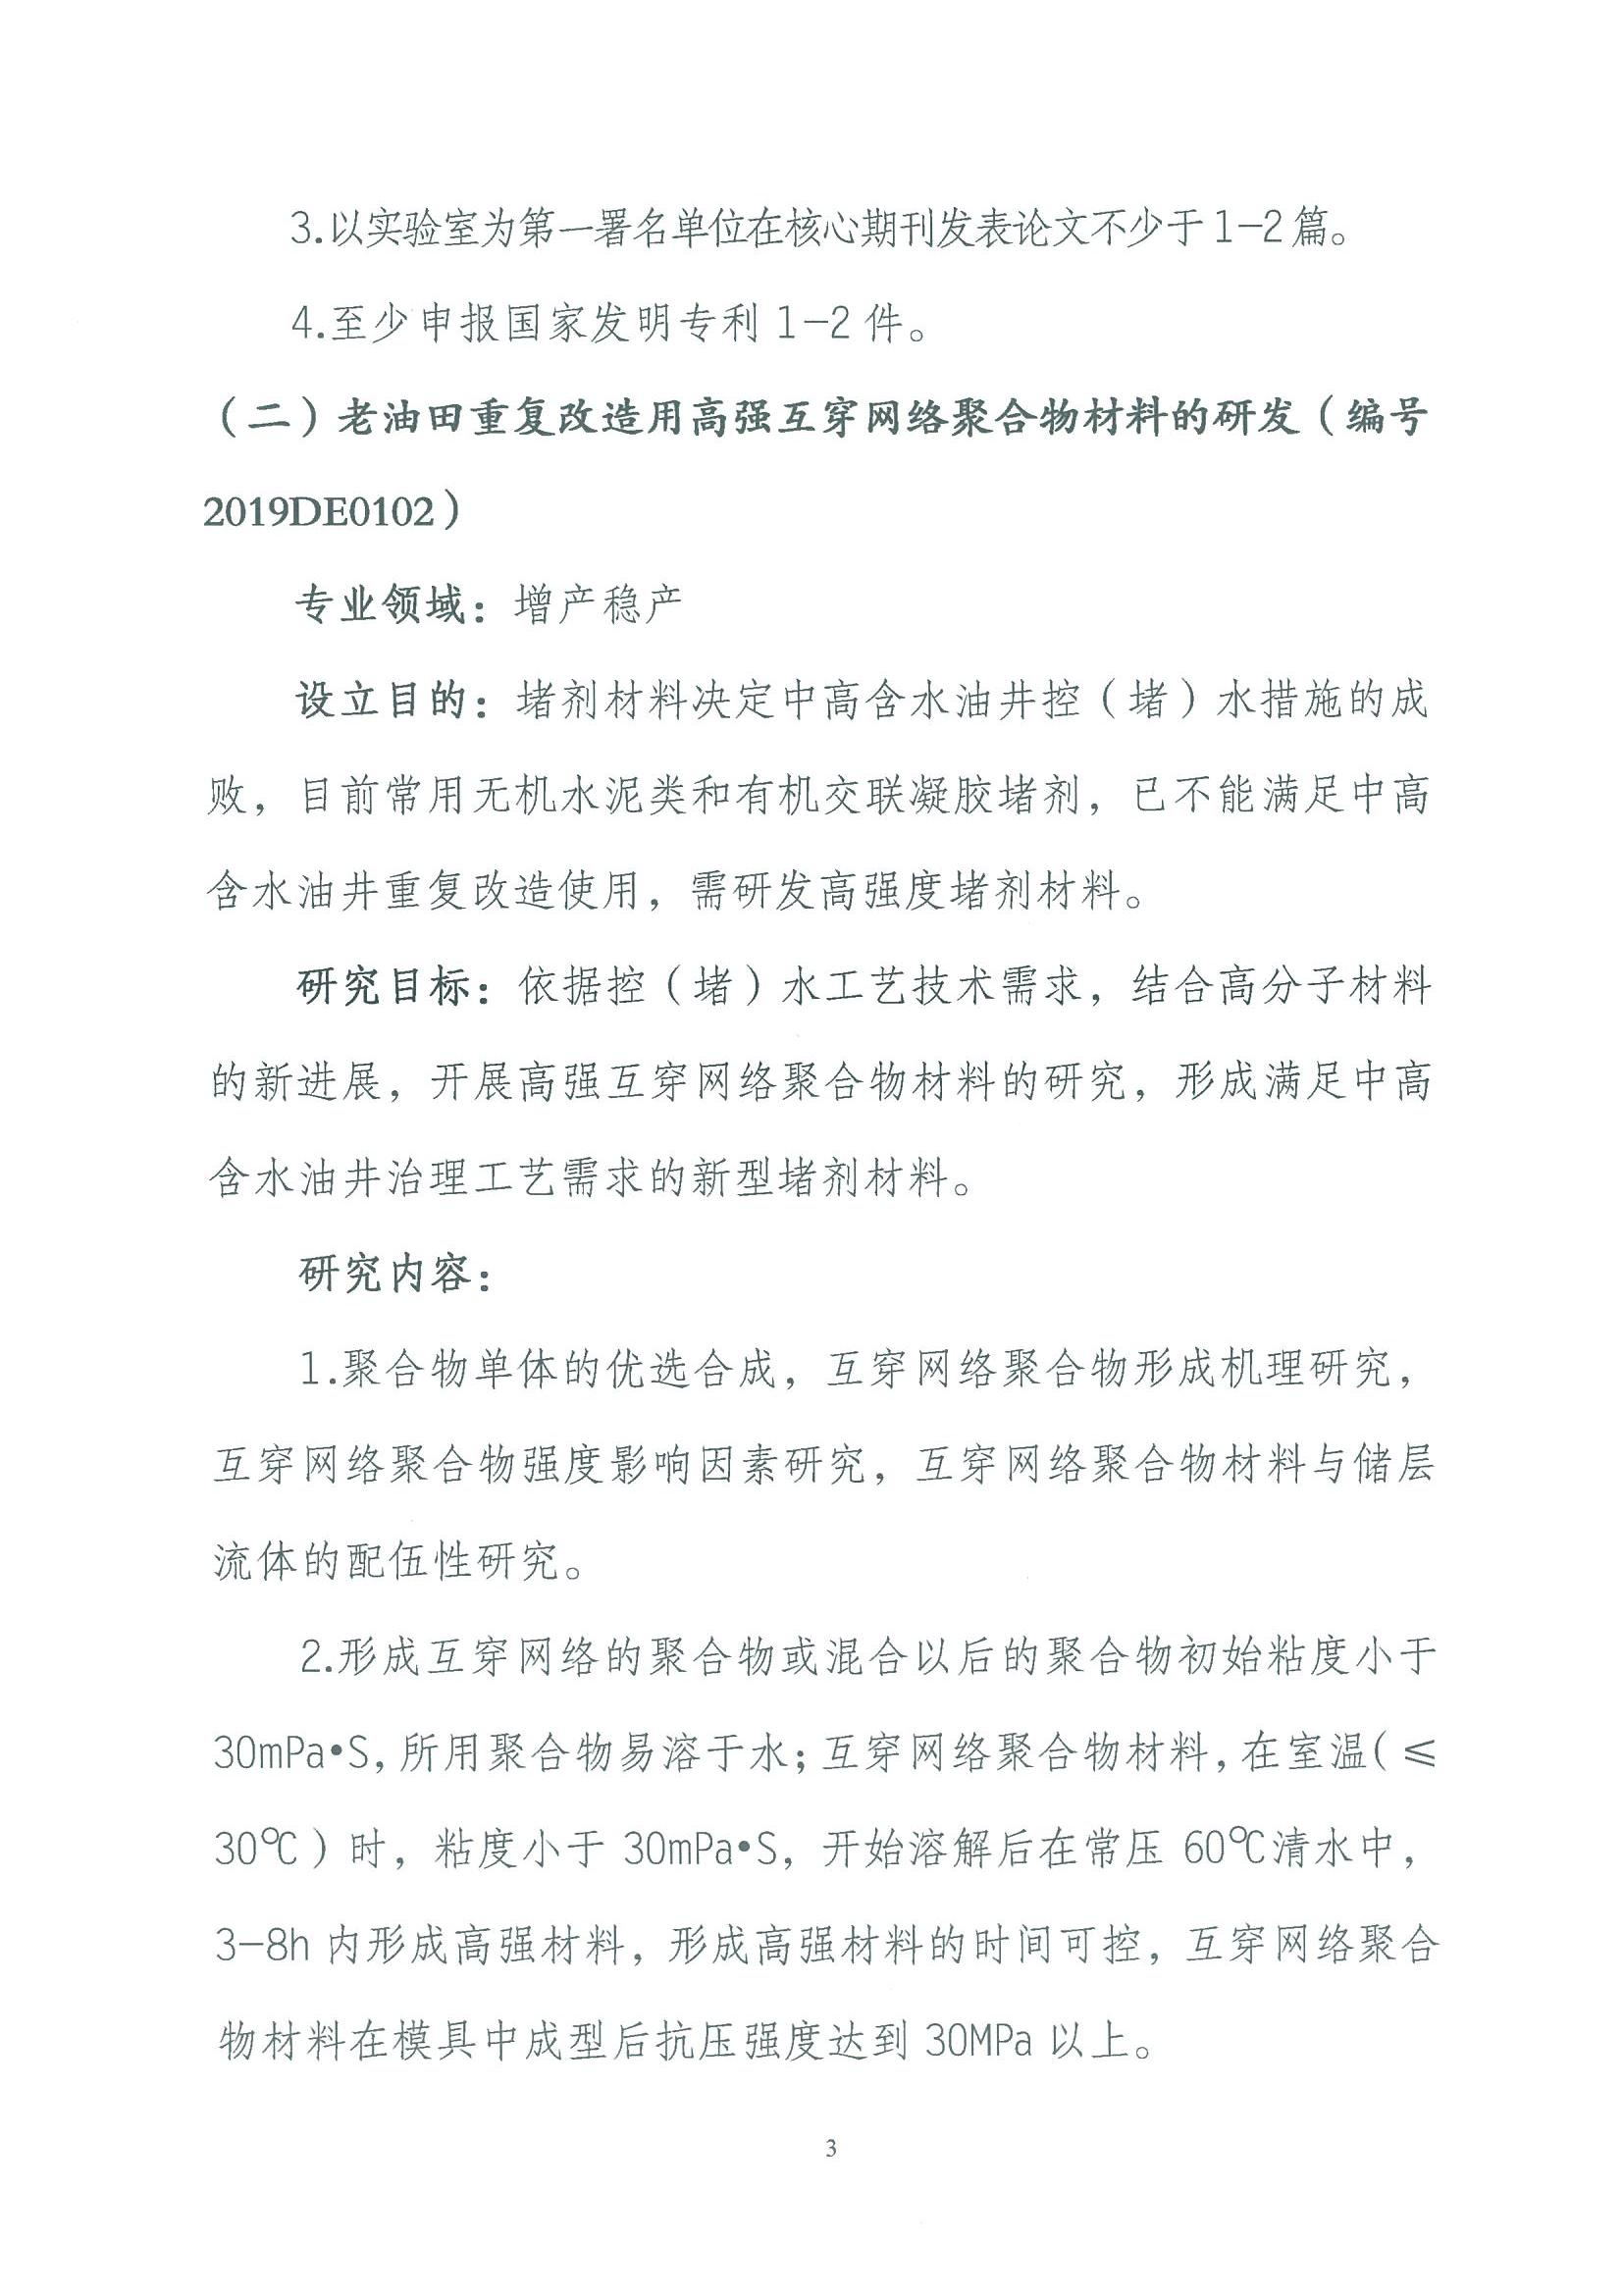 3.以实验室为第一署名单位在核心期刊发表论文不少于1-2篇。
4.至少申报国家发明专利1-2件。
（二）老油田重复改造用高强互穿网络聚合物材料的研发（编号
2019DE0102）
专业领域：增产稳产
设立目的：堵剂材料决定中高含水油井控（堵）水措施的成
败，目前常用无机水泥类和有机交联凝胶堵剂，已不能满足中高
含水油井重复改造使用，需研发高强度堵剂材料。
研究目标：依据控（堵）水工艺技术需求，结合高分子材料
的新进展，开展高强互穿网络聚合物材料的研究，形成满足中高
含水油井治理工艺需求的新型堵剂材料。
研究内容：
1.聚合物单体的优选合成，互穿网络聚合物形成机理研究，
互穿网络聚合物强度影响因素研究，互穿网络聚合物材料与储层
流体的配伍性研究。
2.形成互穿网络的聚合物或混合以后的聚合物初始粘度小于
30mPa•S，所用聚合物易溶于水；互穿网络聚合物材料，在室温（≤
30℃）时，粘度小于 30mPa•S，开始溶解后在常压 60℃清水中，
3-8h 内形成高强材料，形成高强材料的时间可控，互穿网络聚合
物材料在模具中成型后抗压强度达到 30MPa 以上。
3